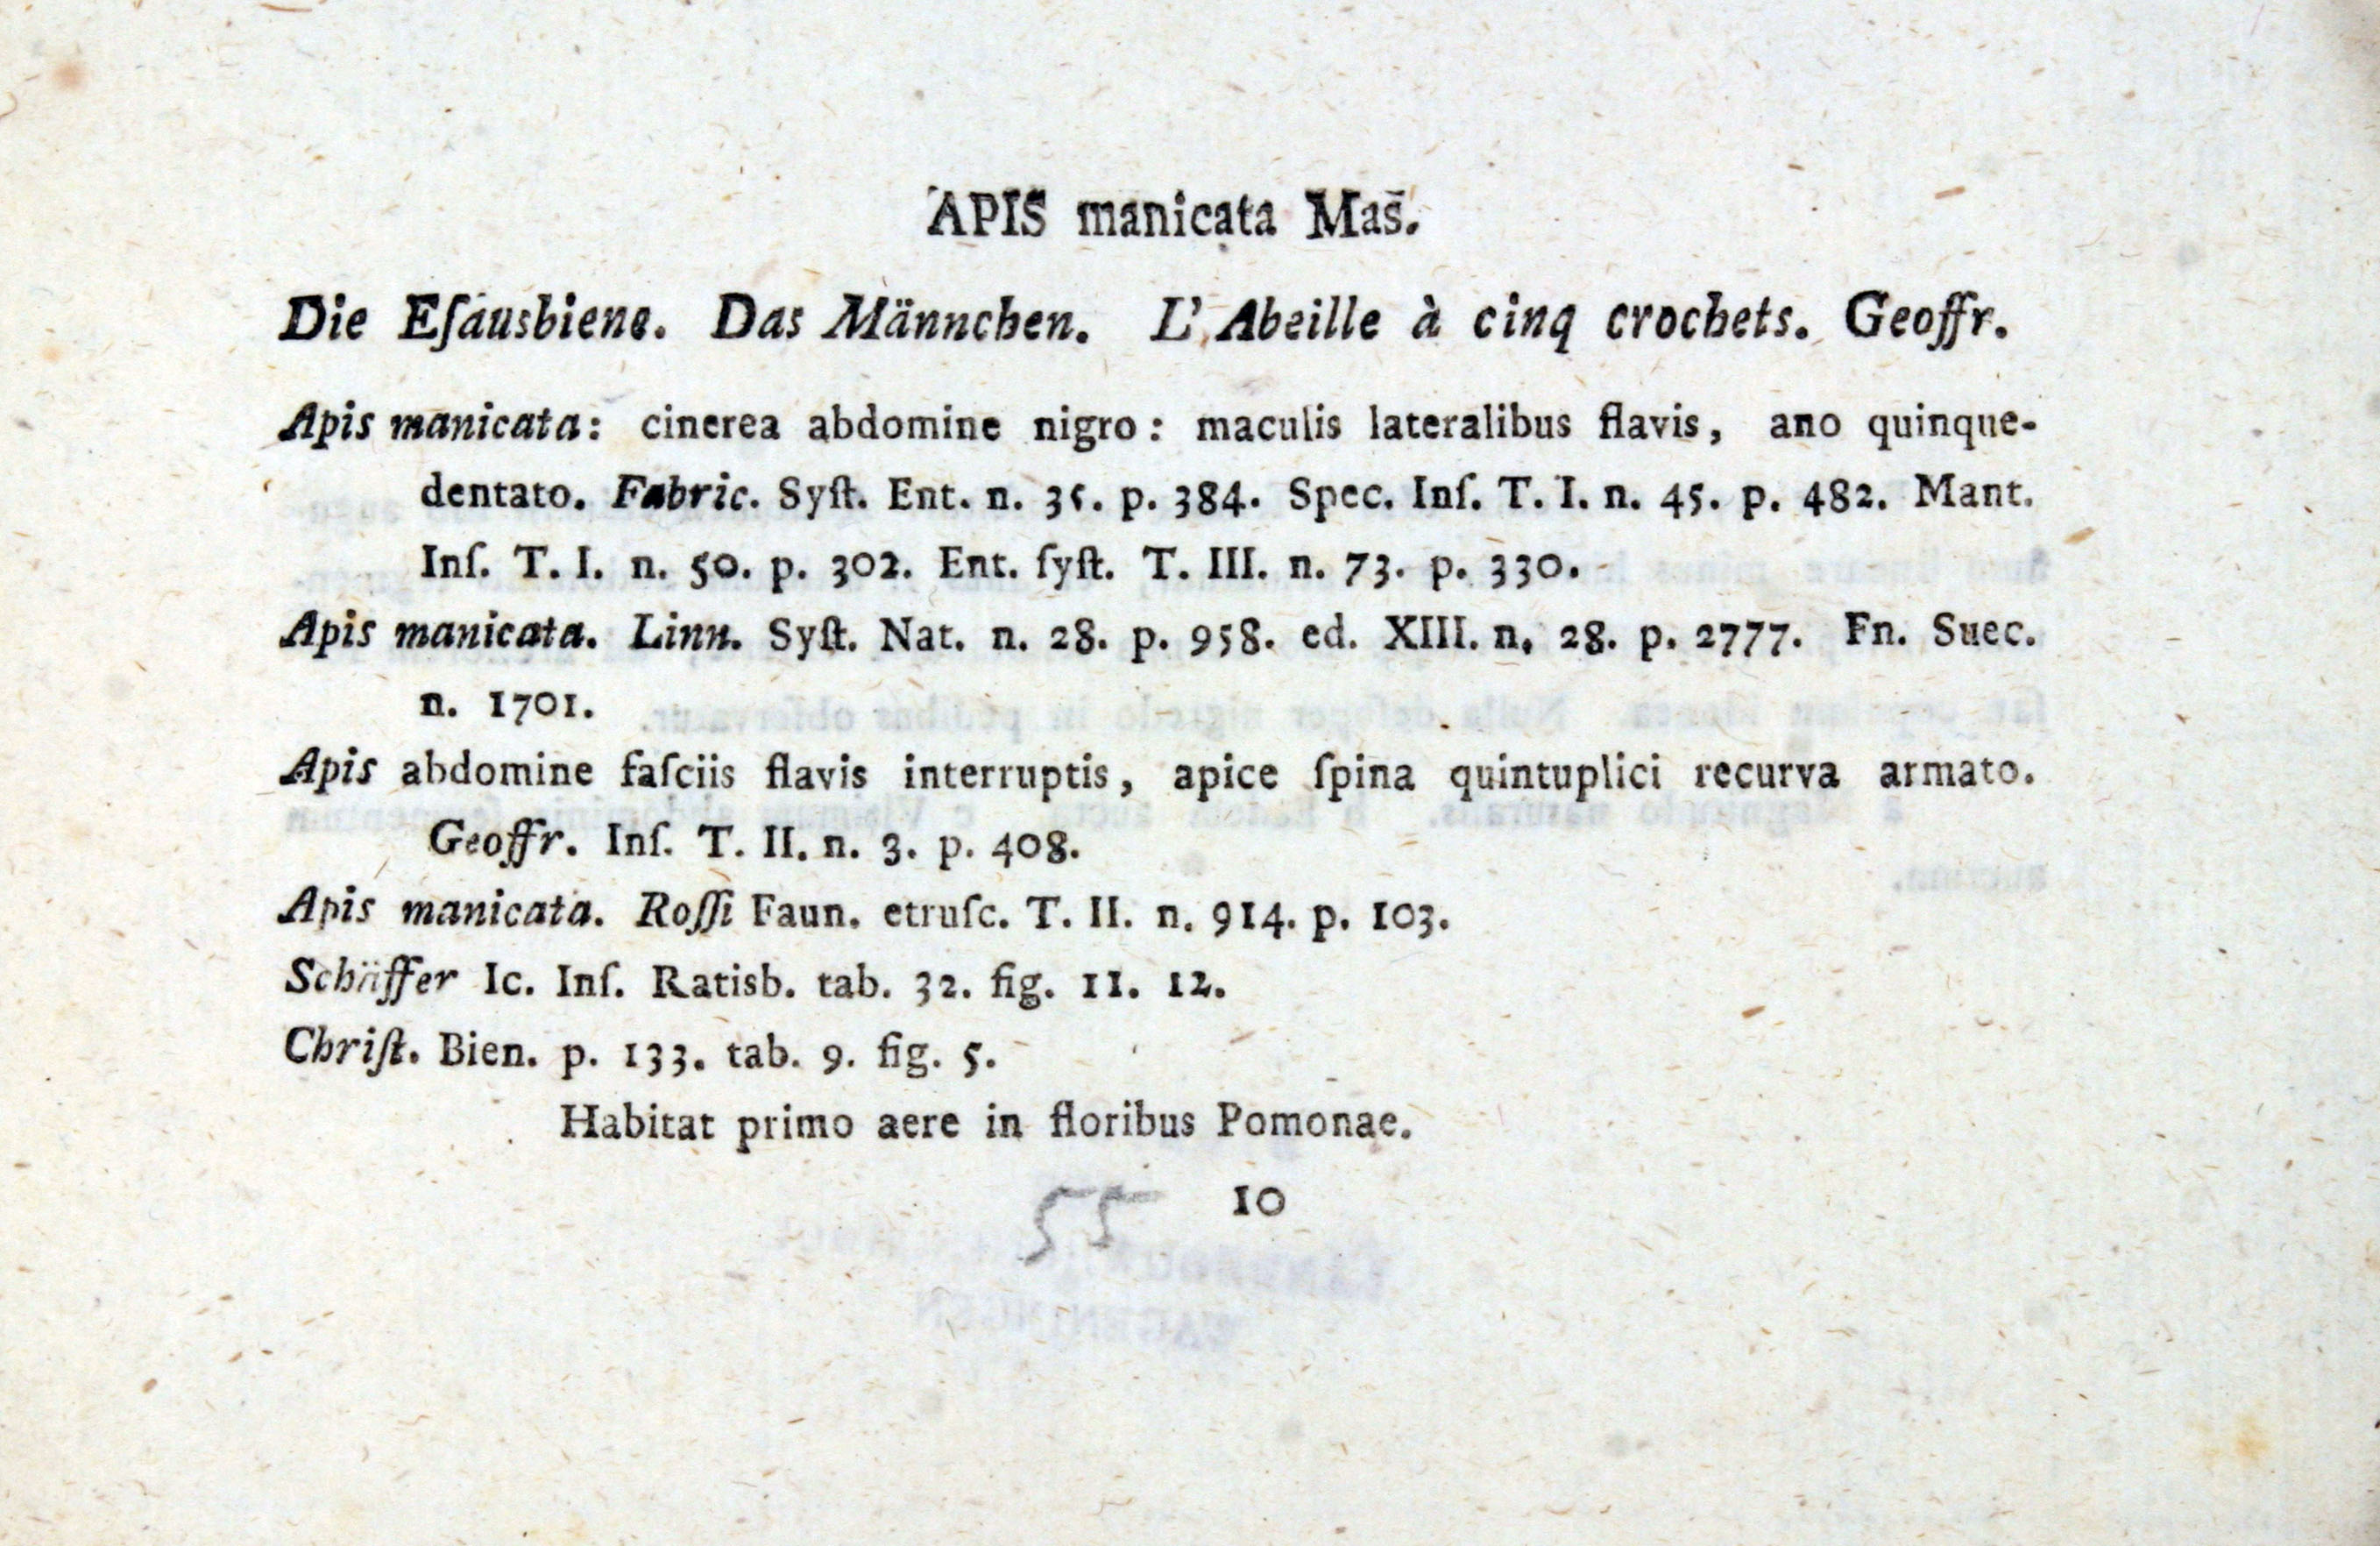 APIS manicata Mas̄.
Die Eſausbiene. Das Männchen. L'Abeille à cinq crochets. Geoffr.
Apis manicata: cinerea abdomine nigro: maculis lateralibus flavis, ano quinque-
dentato. Fabric. Syſt. Ent. n. 35. p. 384. Spec. Inſ. T. I. n. 45. p. 482. Mant.
Inſ. T. I. n. 50. p. 302. Ent. ſyſt. T. III. n. 73. p. 330.
Apis manicata. Linn. Syſt. Nat. n. 28. p. 958. ed. XIII. n. 28. p. 2777. Fn. Suec.
n. 1701.
Apis abdomine faſciis flavis interruptis, apice ſpina quintuplici recurva armato.
Geoffr. Inſ. T. II. n. 3. p. 408.
Apis manicata. Roſſi Faun. etruſc. T. II. n. 914. p. 103.
Schäffer Ic. Inſ. Ratisb. tab. 32. fig. 11. 12.
Chriſt. Bien. p. 133. tab. 9. fig. 5.
Habitat primo aere in floribus Pomonae.
55 10